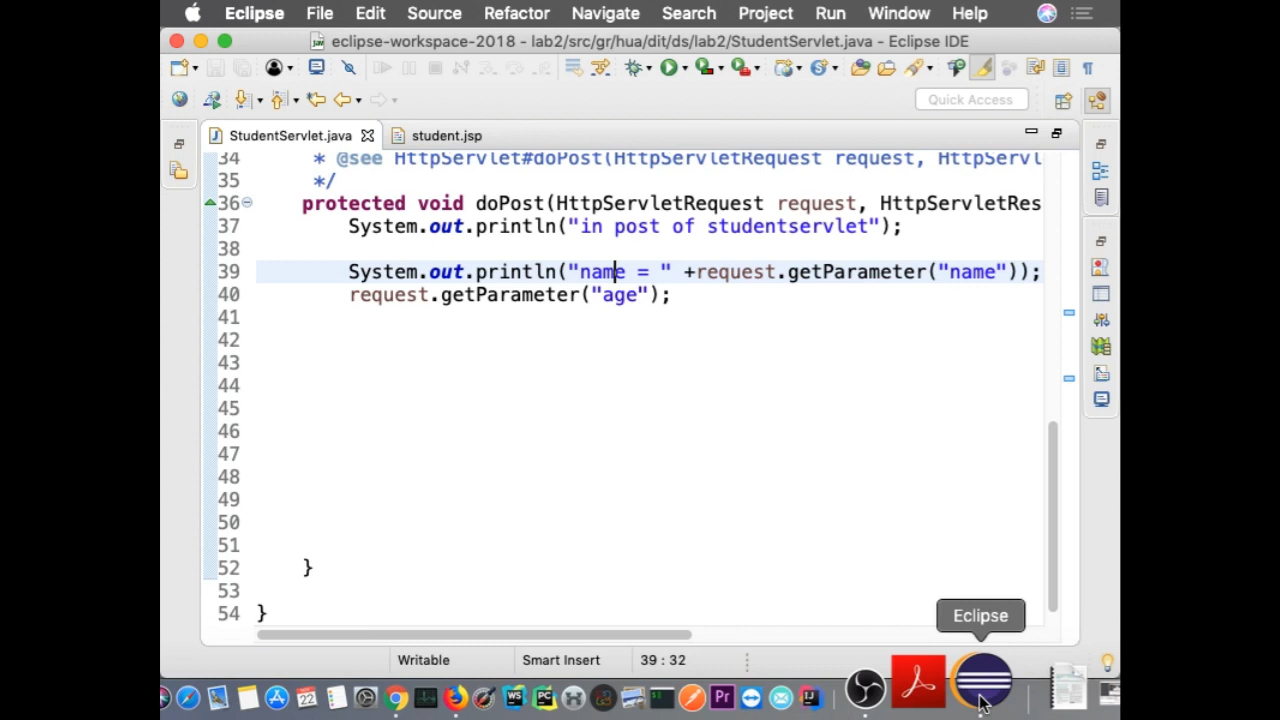 Eclipse File Edit Source Refactor Navigate Search Project Run Window Help
eclipse-workspace-2018 - lab2/src/gr/hua/dit/ds/lab2/StudentServlet.java - Eclipse IDE
Quick Access
StudentServlet.java student.jsp
34 * @see HttpServlet#doPost(HttpServletRequest request, HttpServl
35 */
36 protected void doPost(HttpServletRequest request, HttpServletRes
37 System.out.println("in post of studentservlet");
38
39 System.out.println("name = " +request.getParameter("name"));
40 request.getParameter("age");
41
42
43
44
45
46
47
48
49
50
51
52 }
53
54 }
Eclipse
Writable Smart Insert 39 : 32
22 WS PC Pr